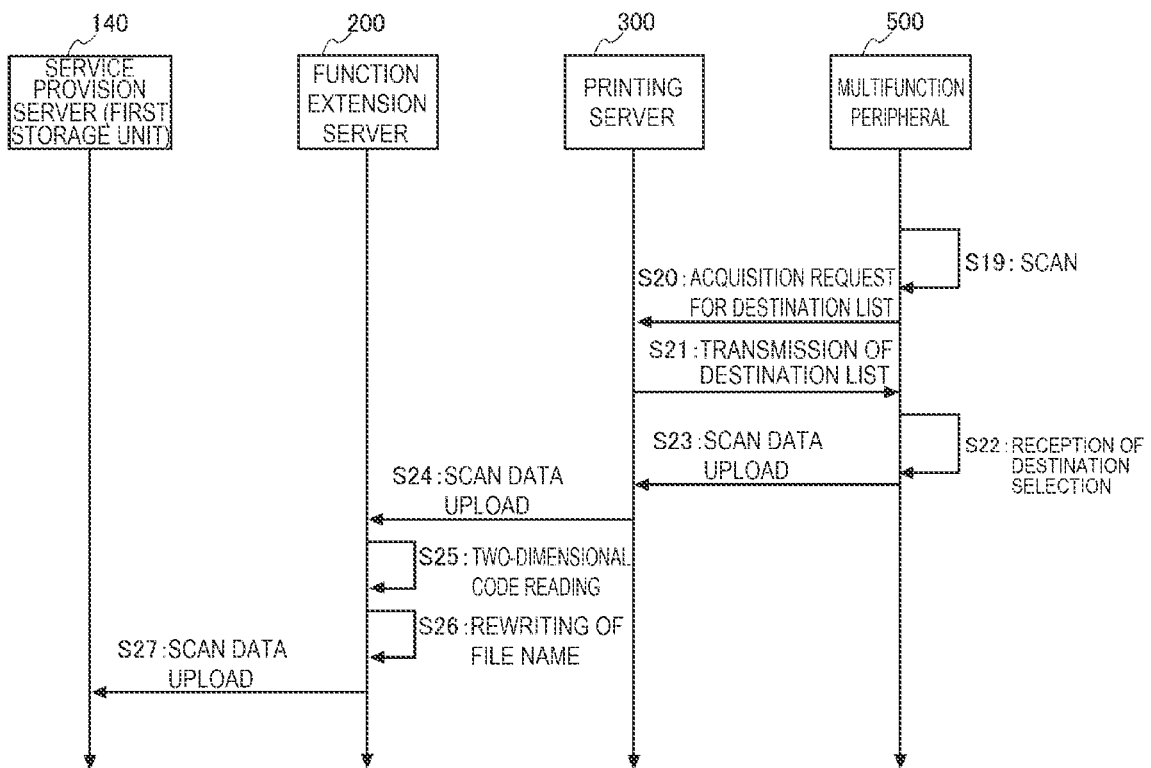 140
200
300
500
SERVICE
PROVISION
SERVER (FIRST
STORAGE UNIT)
FUNCTION
EXTENSION
SERVER
PRINTING
SERVER
MULTIFUNCTION
PERIPHERAL
S19: SCAN
S20: ACQUISITION REQUEST
FOR DESTINATION LIST
S21: TRANSMISSION OF
DESTINATION LIST
S22: RECEPTION OF
DESTINATION
SELECTION
S23: SCAN DATA
UPLOAD
S24: SCAN DATA
UPLOAD
S25: TWO-DIMENSIONAL
CODE READING
S26: REWRITING OF
FILE NAME
S27: SCAN DATA
UPLOAD